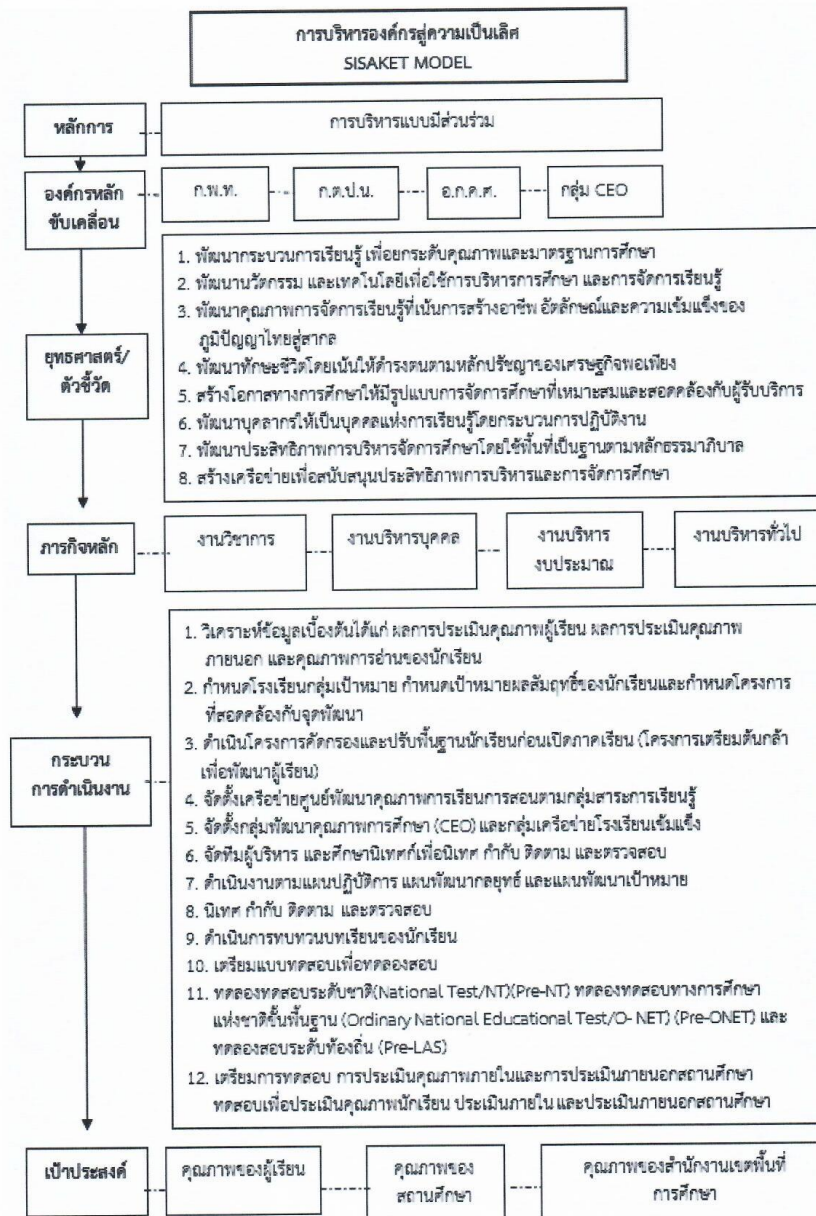 การบริหารองค์กรสู่ความเป็นเลิศ
SISAKET MODEL
หลักการ
การบริหารแบบมีส่วนร่วม
องค์กรหลัก
ขับเคลื่อน
ก.พ.ท.
ก.ต.ป.น.
อ.ก.ค.ศ.
กลุ่ม CEO
ยุทธศาสตร์/
ตัวชี้วัด
1. พัฒนากระบวนการเรียนรู้ เพื่อยกระดับคุณภาพและมาตรฐานการศึกษา
2. พัฒนานวัตกรรม และเทคโนโลยีเพื่อใช้การบริหารการศึกษา และการจัดการเรียนรู้
3. พัฒนาคุณภาพการจัดการเรียนรู้ที่เน้นการสร้างอาชีพ อัตลักษณ์และความเข้มแข็งของ
ภูมิปัญญาไทยสู่สากล
4. พัฒนาทักษะชีวิตโดยเน้นให้ดำรงตนตามหลักปรัชญาของเศรษฐกิจพอเพียง
5. สร้างโอกาสทางการศึกษาให้มีรูปแบบการจัดการศึกษาที่เหมาะสมและสอดคล้องกับผู้รับบริการ
6. พัฒนาบุคลากรให้เป็นบุคคลแห่งการเรียนรู้โดยกระบวนการปฏิบัติงาน
7. พัฒนาประสิทธิภาพการบริหารจัดการศึกษาโดยใช้พื้นที่เป็นฐานตามหลักธรรมาภิบาล
8. สร้างเครือข่ายเพื่อสนับสนุนประสิทธิภาพการบริหารและการจัดการศึกษา
ภารกิจหลัก
งานวิชาการ
งานบริหารบุคคล
งานบริหาร
งบประมาณ
งานบริหารทั่วไป
กระบวน
การดำเนินงาน
1. วิเคราะห์ข้อมูลเบื้องต้นได้แก่ ผลการประเมินคุณภาพผู้เรียน ผลการประเมินคุณภาพ
ภายนอก และคุณภาพการอ่านของนักเรียน
2. กำหนดโรงเรียนกลุ่มเป้าหมาย กำหนดเป้าหมายผลสัมฤทธิ์ของนักเรียนและกำหนดโครงการ
ที่สอดคล้องกับจุดพัฒนา
3. ดำเนินโครงการคัดกรองและปรับพื้นฐานนักเรียนก่อนเปิดภาคเรียน (โครงการเตรียมต้นกล้า
เพื่อพัฒนาผู้เรียน)
4. จัดตั้งเครือข่ายศูนย์พัฒนาคุณภาพการเรียนการสอนตามกลุ่มสาระการเรียนรู้
5. จัดตั้งกลุ่มพัฒนาคุณภาพการศึกษา (CEO) และกลุ่มเครือข่ายโรงเรียนเข้มแข็ง
6. จัดทีมผู้บริหาร และศึกษานิเทศก์เพื่อนิเทศ กำกับ ติดตาม และตรวจสอบ
7. ดำเนินงานตามแผนปฏิบัติการ แผนพัฒนากลยุทธ์ และแผนพัฒนาเป้าหมาย
8. นิเทศ กำกับ ติดตาม และตรวจสอบ
9. ดำเนินการทบทวนบทเรียนของนักเรียน
10. เตรียมแบบทดสอบเพื่อทดลองสอบ
11. ทดลองทดสอบระดับชาติ(National Test/NT)(Pre-NT) ทดลองทดสอบทางการศึกษา
แห่งชาติขั้นพื้นฐาน (Ordinary National Educational Test/O- NET) (Pre-ONET) และ
ทดลองสอบระดับท้องถิ่น (Pre-LAS)
12. เตรียมการทดสอบ การประเมินคุณภาพภายในและการประเมินภายนอกสถานศึกษา
ทดสอบเพื่อประเมินคุณภาพนักเรียน ประเมินภายใน และประเมินภายนอกสถานศึกษา
เป้าประสงค์
คุณภาพของผู้เรียน
คุณภาพของ
สถานศึกษา
คุณภาพของสำนักงานเขตพื้นที่
การศึกษา